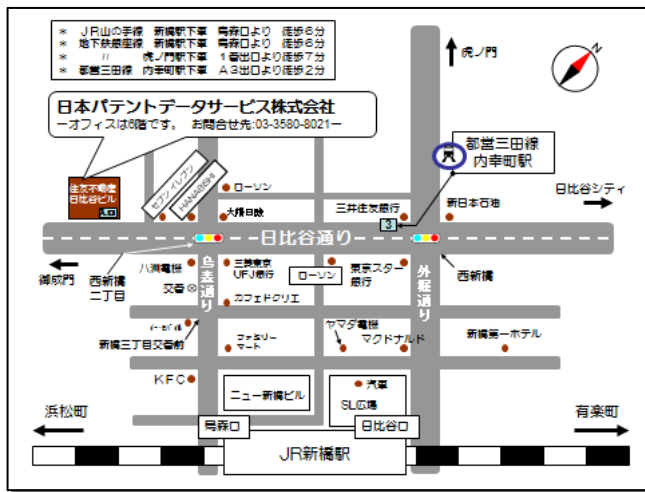 * JR山の手線 新橋駅下車 烏森口より 徒歩6分
* 地下鉄銀座線 新橋駅下車 烏森口より 徒歩6分
* 〃 虎ノ門駅下車 1番出口より徒歩7分
* 都営三田線 内幸町駅下車 A3出口より徒歩2分
虎ノ門
N
日本パテントデータサービス株式会社
ーオフィスは6階です。 お問合せ先:03-3580-8021ー
都営三田線
内幸町駅
住友不動産
日比谷ビル
入口
セブンイレブン
HANABISHI
ローソン
大橋日鮮
三井住友銀行
3
新日本石油
日比谷シティ
日比谷通り
御成門
西新橋
二丁目
八洲電機
交番
烏森通り
三菱東京
UFJ銀行
ローソン
東京スター
銀行
外堀通り
西新橋
カフェドクリエ
イー・モバイル
新橋三丁目交番前
ファミリー
マート
ヤマダ電機
マクドナルド
新橋第一ホテル
KFC
ニュー新橋ビル
汽車
SL広場
浜松町
烏森口
日比谷口
有楽町
JR新橋駅